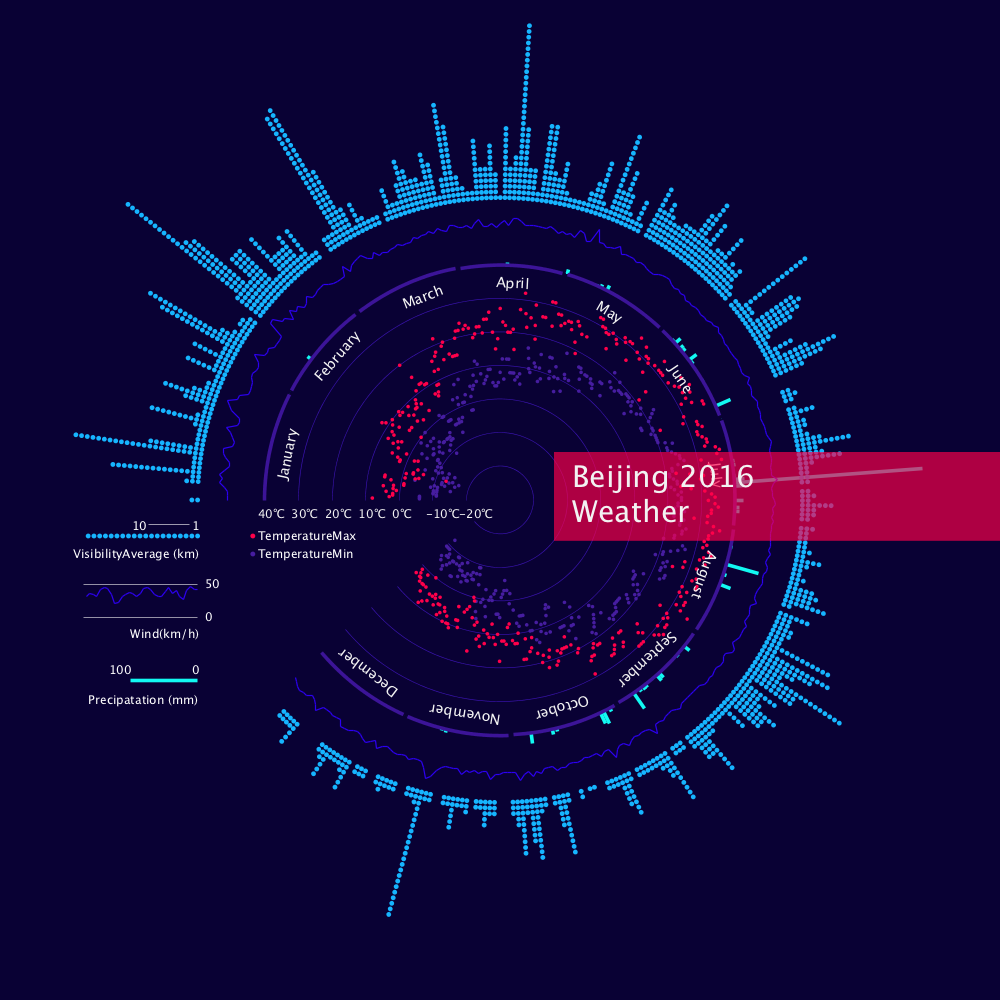 April
March
May
February
June
January
July
Beijing 2016
Weather
40℃ 30℃ 20℃ 10℃ 0℃ -10℃-20℃
10 1
TemperatureMax
VisibilityAverage (km)
TemperatureMin
August
50
0
Wind(km/h)
September
December
100 0
Precipatation (mm)
October
November